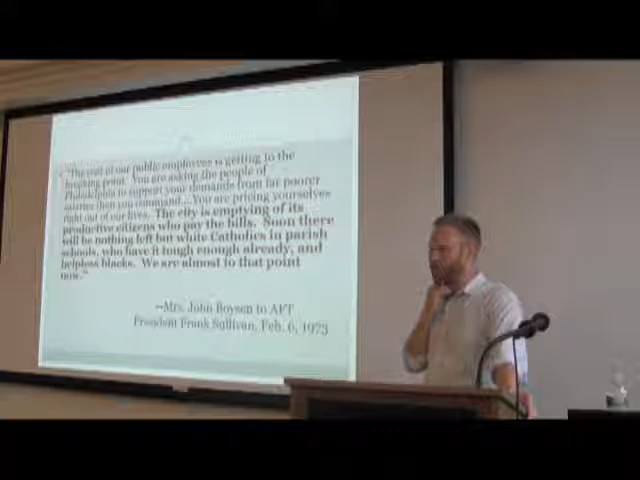 "The cost of our public employees is getting to the
breaking point. You are asking the people of
Philadelphia to support your demands from far poorer
salaries than you command... You are pricing yourselves
right out of our lives. The city is emptying of its
productive citizens who pay the bills. Soon there
will be nothing left but white Catholics in parish
schools, who have it tough enough already, and
helpless blacks. We are almost to that point
now."
--Mrs. John Boysen to AFT
President Frank Sullivan, Feb. 6, 1973